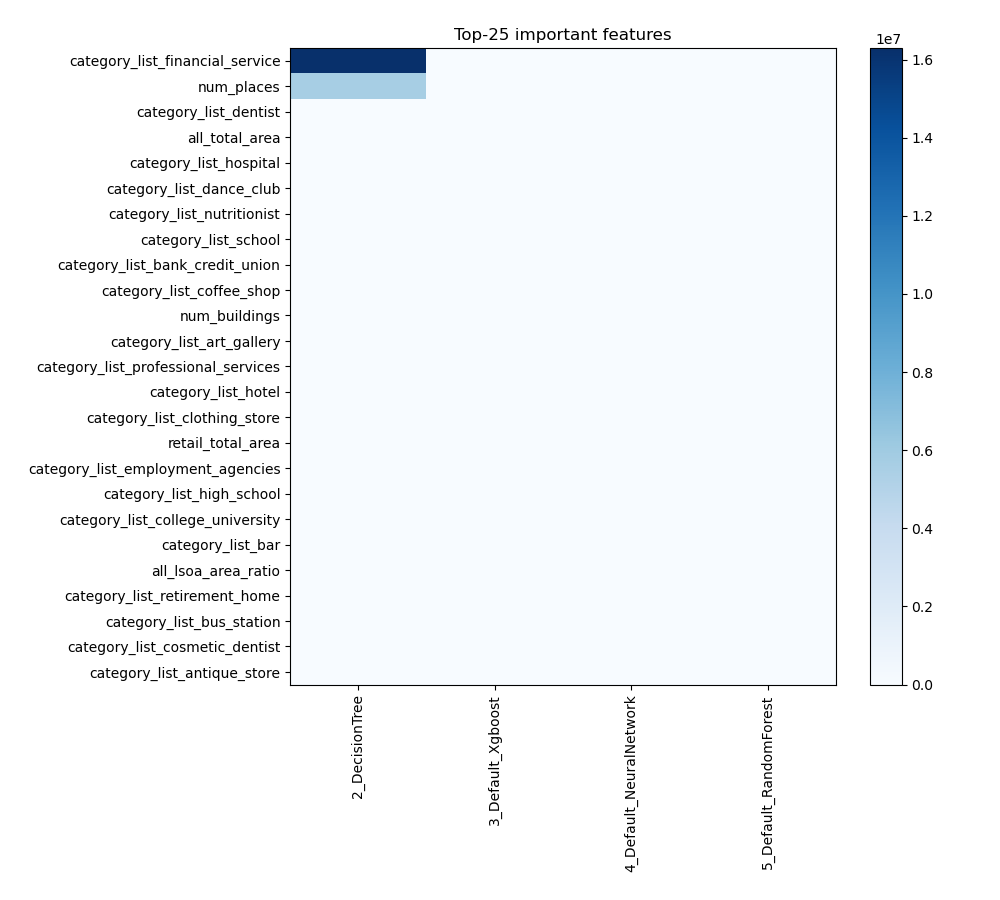 Top-25 important features
1e7
category_list_financial_service
num_places
category_list_dentist
all_total_area
category_list_hospital
category_list_dance_club
category_list_nutritionist
category_list_school
category_list_bank_credit_union
category_list_coffee_shop
num_buildings
category_list_art_gallery
category_list_professional_services
category_list_hotel
category_list_clothing_store
retail_total_area
category_list_employment_agencies
category_list_high_school
category_list_college_university
category_list_bar
all_lsoa_area_ratio
category_list_retirement_home
category_list_bus_station
category_list_cosmetic_dentist
category_list_antique_store
2_DecisionTree
3_Default_Xgboost
4_Default_NeuralNetwork
5_Default_RandomForest
1.6
1.4
1.2
1.0
0.8
0.6
0.4
0.2
0.0